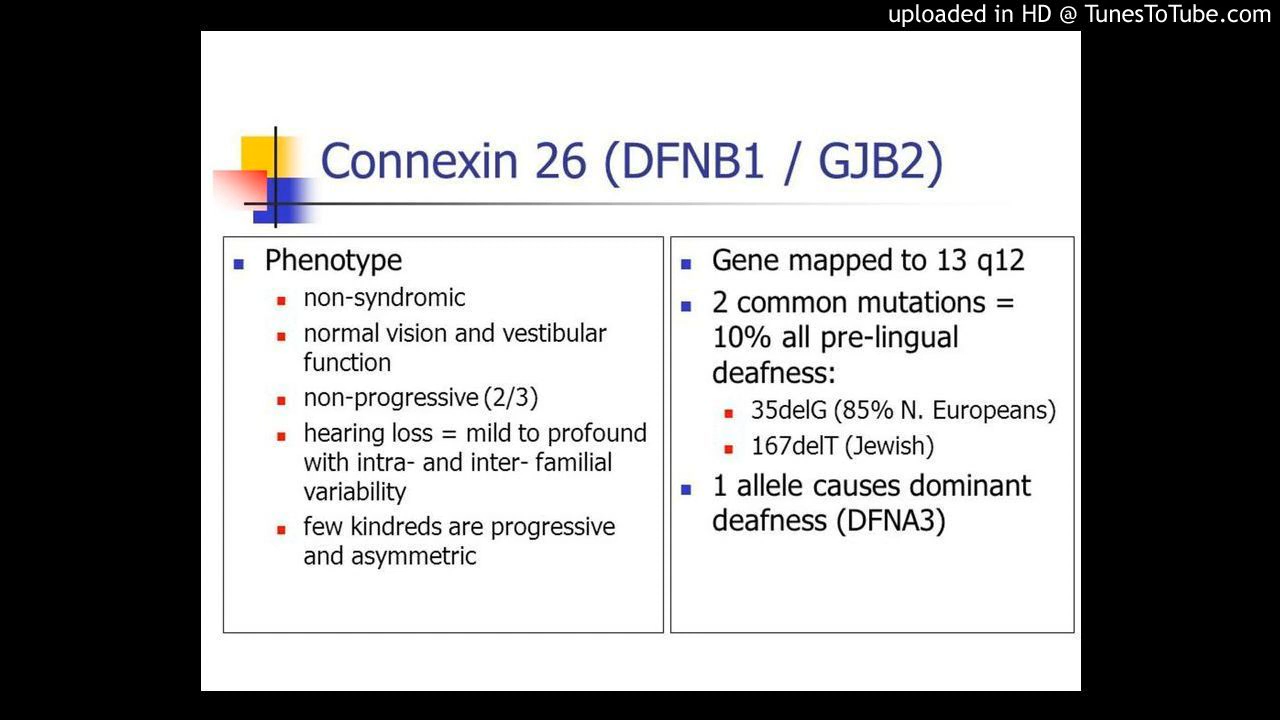 uploaded in HD @ TunesToTube.com
Connexin 26 (DFNB1 / GJB2)
Phenotype
non-syndromic
normal vision and vestibular
function
non-progressive (2/3)
hearing loss = mild to profound
with intra- and inter- familial
variability
few kindreds are progressive
and asymmetric
Gene mapped to 13 q12
2 common mutations =
10% all pre-lingual
deafness:
35delG (85% N. Europeans)
167delT (Jewish)
1 allele causes dominant
deafness (DFNA3)